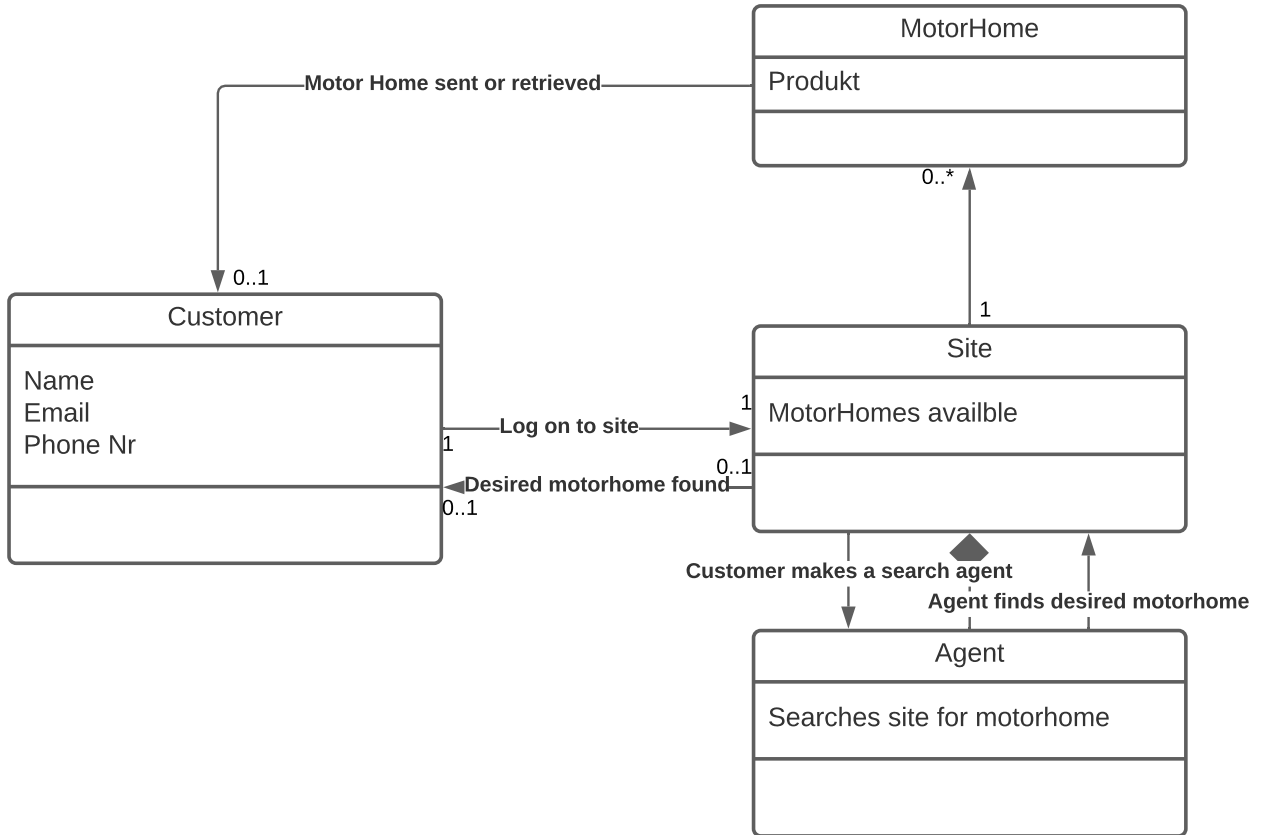 MotorHome
Produkt
Motor Home sent or retrieved
0..*
0..1
1
Customer
Name
Email
Phone Nr
Site
MotorHomes availble
1
Log on to site
1
0..1
Desired motorhome found
0..1
Customer makes a search agent
Agent finds desired motorhome
Agent
Searches site for motorhome